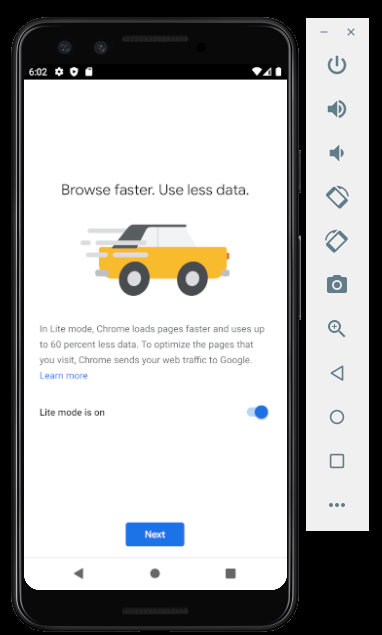 6:02
Browse faster. Use less data.
In Lite mode, Chrome loads pages faster and uses up
to 60 percent less data. To optimize the pages that
you visit, Chrome sends your web traffic to Google.
Learn more
Lite mode is on
Next